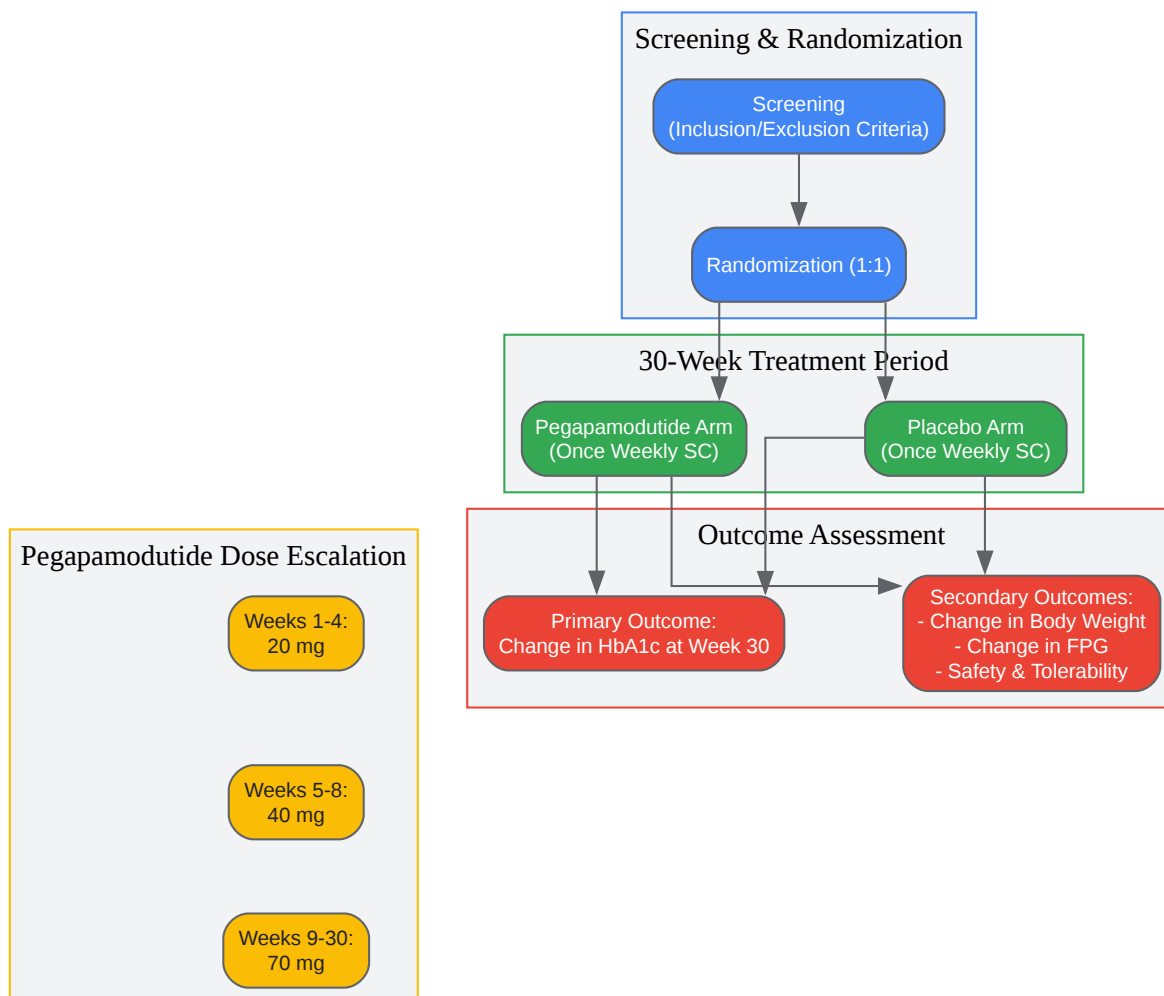 Screening & Randomization
Screening
(Inclusion/Exclusion Criteria)
Randomization (1:1)
30-Week Treatment Period
Pegapamodutide Arm
(Once Weekly SC)
Placebo Arm
(Once Weekly SC)
Outcome Assessment
Primary Outcome:
Change in HbA1c at Week 30
Secondary Outcomes:
- Change in Body Weight
- Change in FPG
- Safety & Tolerability
Pegapamodutide Dose Escalation
Weeks 1-4:
20 mg
Weeks 5-8:
40 mg
Weeks 9-30:
70 mg